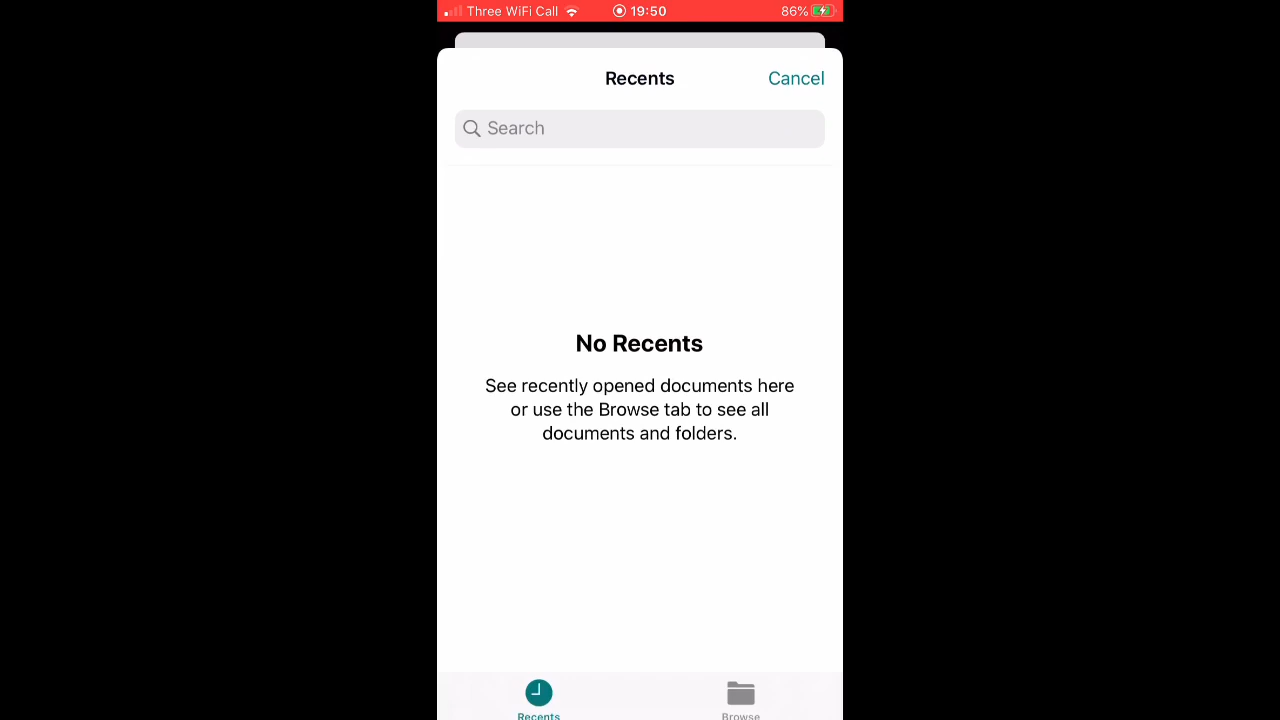 Three WiFi Call 19:50 86%
Recents Cancel
Search
No Recents
See recently opened documents here
or use the Browse tab to see all
documents and folders.
Recents Browse